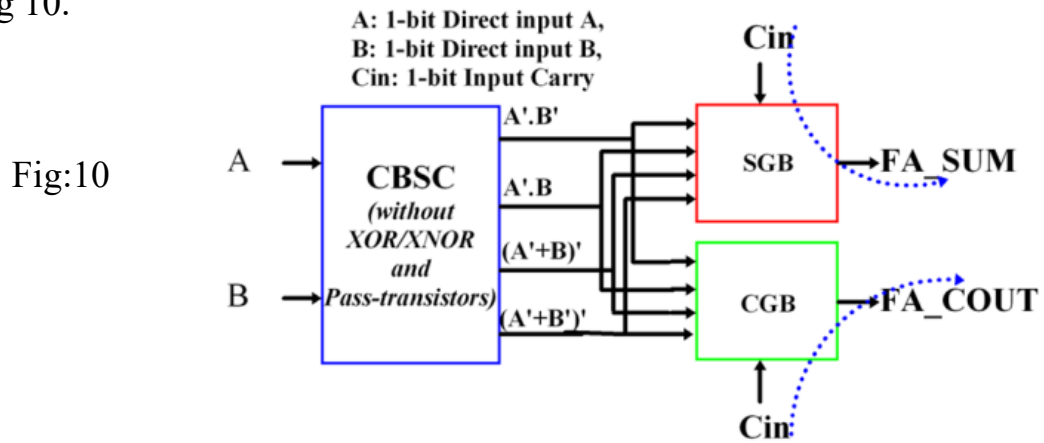 g 10.
A: 1-bit Direct input A,
B: 1-bit Direct input B,
Cin: 1-bit Input Carry
Fig:10
A
B
CBSC
(without
XOR/XNOR
and
Pass-transistors)
A'.B'
A'.B
(A'+B)'
(A'+B')'
Cin
SGB
FA_SUM
CGB
FA_COUT
Cin